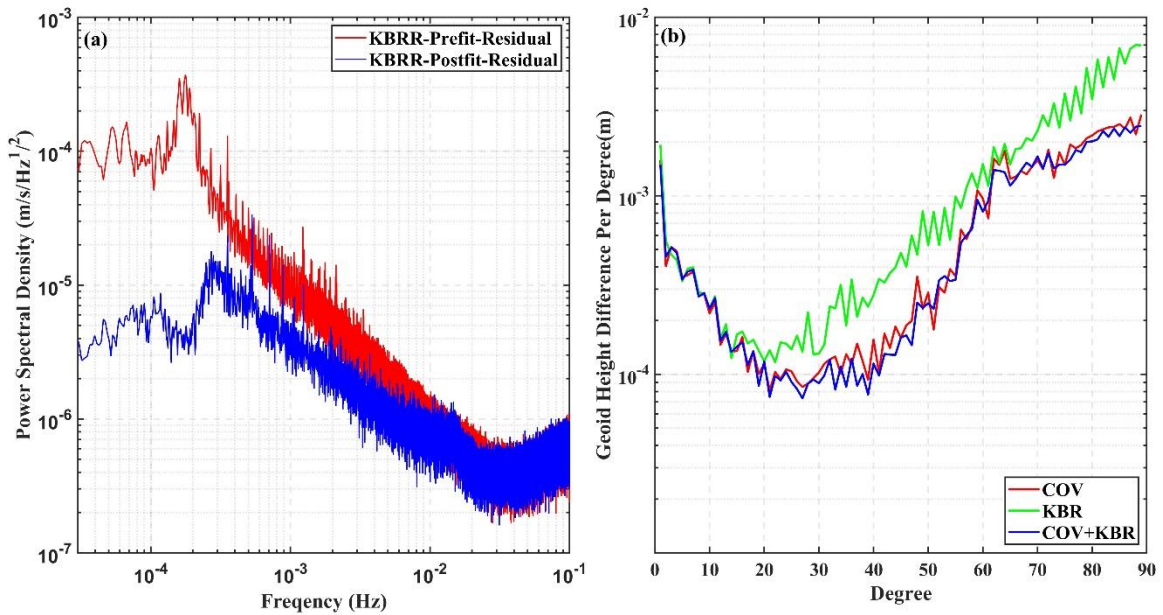 (a)
KBRR-Prefit-Residual
KBRR-Postfit-Residual
Power Spectral Density (m/s/Hz^1/^2)
10^-3
10^-4
10^-5
10^-6
10^-7
10^-4
10^-3
10^-2
10^-1
Freqency (Hz)
(b)
Geoid Height Difference Per Degree(m)
10^-2
10^-3
10^-4
0 10 20 30 40 50 60 70 80 90
Degree
COV
KBR
COV+KBR